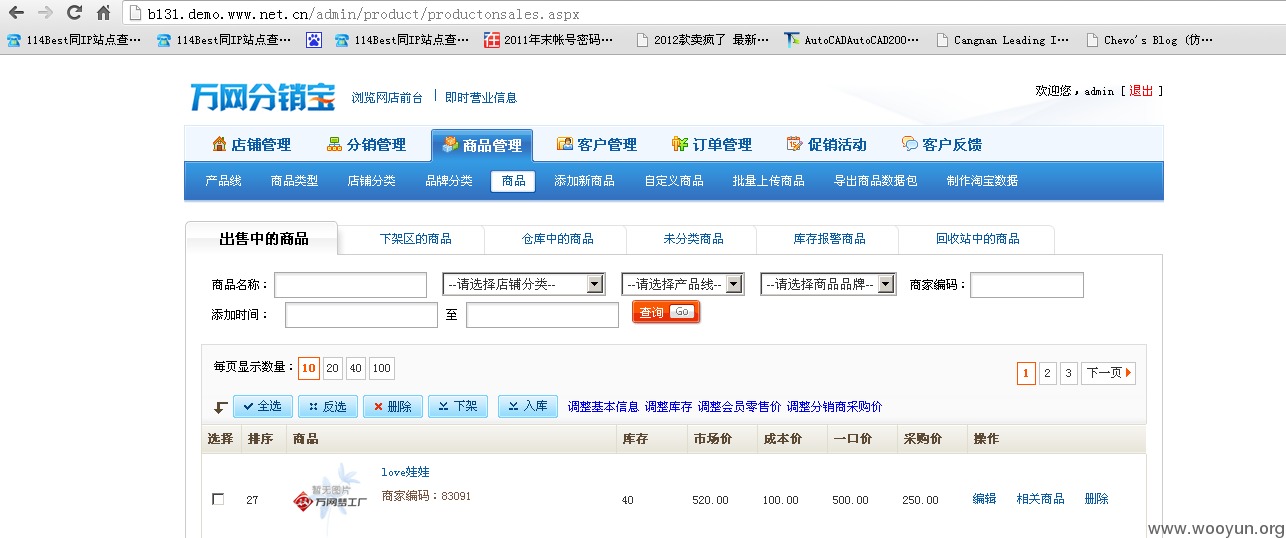 b131.demo.www.net.cn/admin/product/productonsales.aspx
114Best同IP站点查… 114Best同IP站点查… 114Best同IP站点查… 2011年末帐号密码… 2012款卖疯了 最新… AutoCADAutoCAD200… Cangnan Leading I… Chevo's Blog (仿…
万网分销宝 浏览网店前台 | 即时营业信息 欢迎您，admin [ 退出 ]
店铺管理 分销管理 商品管理 客户管理 订单管理 促销活动 客户反馈
产品线 商品类型 店铺分类 品牌分类 商品 添加新商品 自定义商品 批量上传商品 导出商品数据包 制作淘宝数据
出售中的商品 下架区的商品 仓库中的商品 未分类商品 库存报警商品 回收站中的商品
商品名称： --请选择店铺分类-- --请选择产品线-- --请选择商品品牌-- 商家编码：
添加时间： 至 查询 Go
每页显示数量： 10 20 40 100 1 2 3 下一页
全选 反选 删除 下架 入库 调整基本信息 调整库存 调整会员零售价 调整分销商采购价
选择 排序 商品 库存 市场价 成本价 一口价 采购价 操作
love娃娃
暂无图片
万网梦工厂
商家编码：83091
27 40 520.00 100.00 500.00 250.00 编辑 相关商品 删除
www.wooyun.org